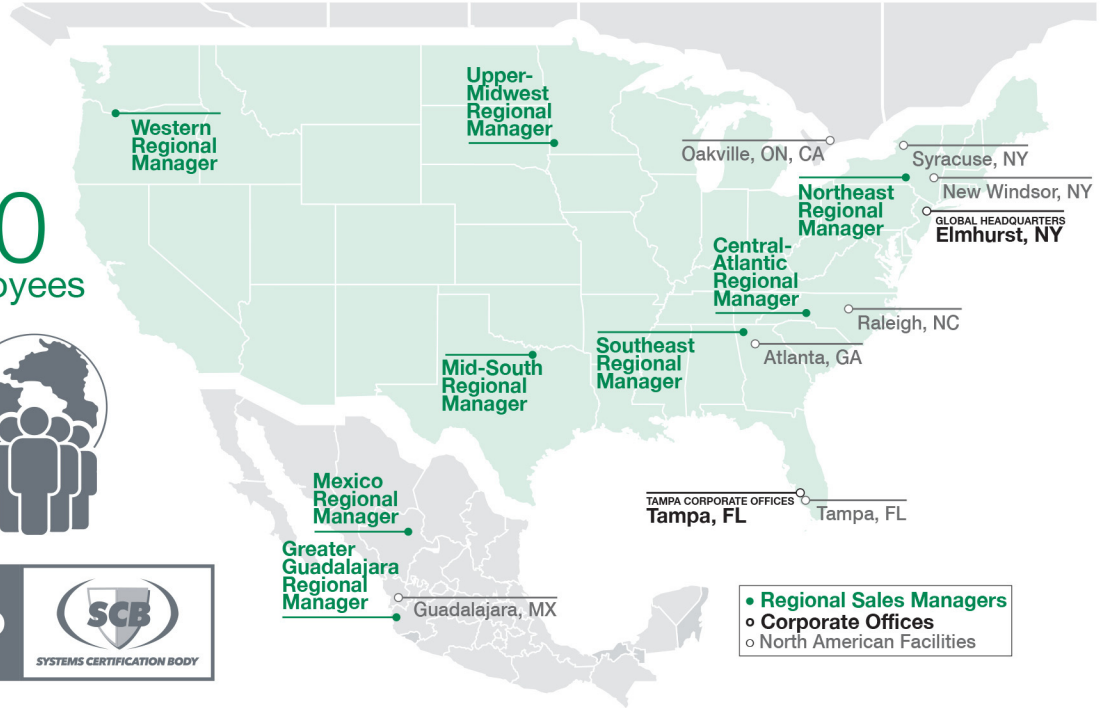 Upper-
Midwest
Regional
Manager
Western
Regional
Manager
Oakville, ON, CA
Syracuse, NY
New Windsor, NY
Northeast
Regional
Manager
GLOBAL HEADQUARTERS
Elmhurst, NY
0
Central-
Atlantic
Regional
Manager
Raleigh, NC
Southeast
Regional
Manager
Atlanta, GA
Mid-South
Regional
Manager
Mexico
Regional
Manager
TAMPA CORPORATE OFFICES
Tampa, FL
Tampa, FL
Greater
Guadalajara
Regional
Manager
Guadalajara, MX
SCB
SYSTEMS CERTIFICATION BODY
Regional Sales Managers
Corporate Offices
North American Facilities